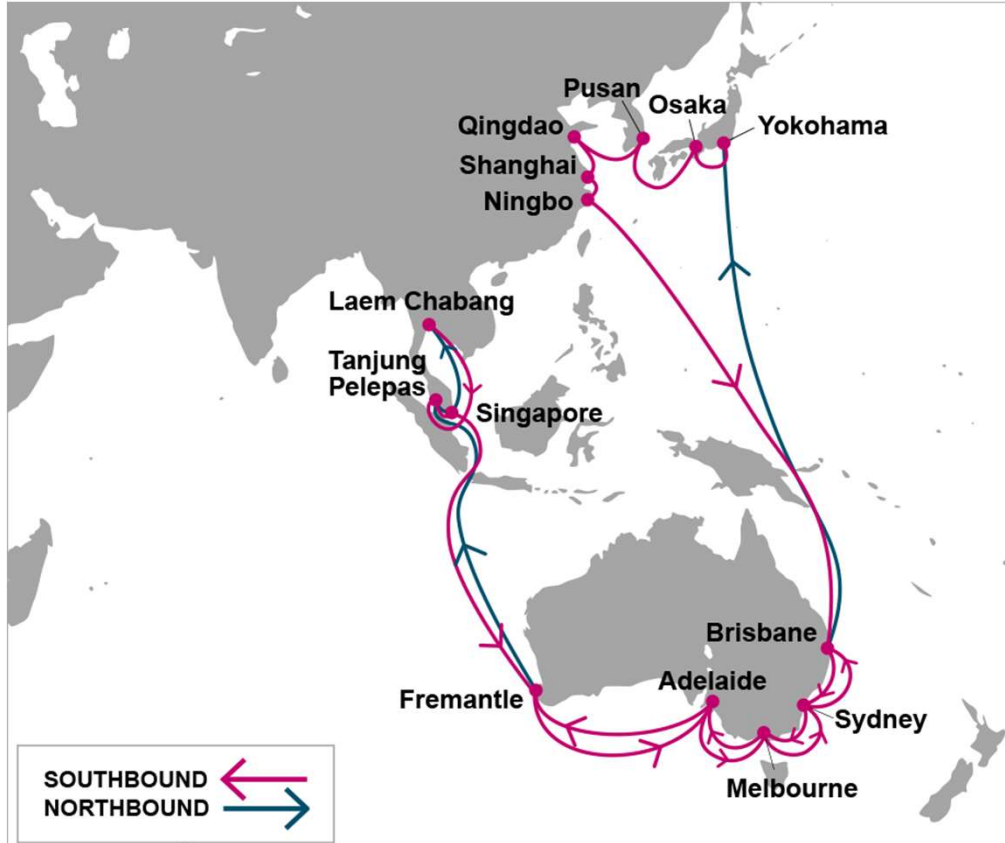 Pusan
Osaka
Qingdao
Yokohama
Shanghai
Ningbo
Laem Chabang
Tanjung
Pelepas
Singapore
Brisbane
Adelaide
Fremantle
Sydney
Melbourne
SOUTHBOUND
NORTHBOUND